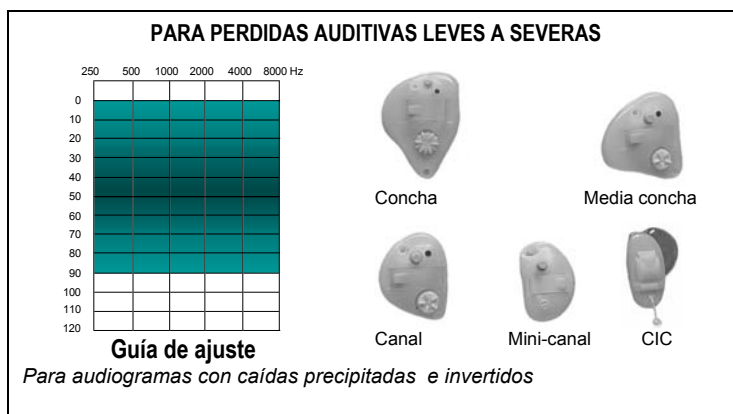 PARA PERDIDAS AUDITIVAS LEVES A SEVERAS
250 500 1000 2000 4000 8000 Hz
0
10
20
30
40
50
60
70
80
90
100
110
120
Guía de ajuste
Concha
Media concha
Canal
Mini-canal
CIC
Para audiogramas con caídas precipitadas e invertidos